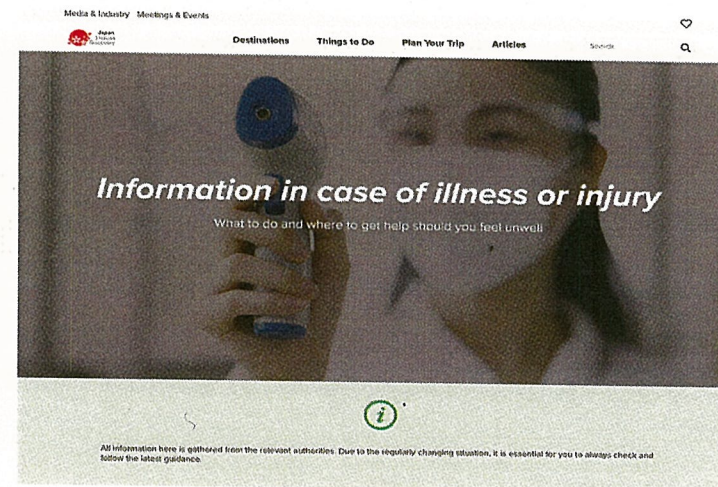 Media & Industry Meetings & Events
Japan
Destinations Things to Do Plan Your Trip Articles Search
Information in case of illness or injury
What to do and where to get help should you feel unwell
i
All information here is gathered from the relevant authorities. Due to the regularly changing situation, it is essential for you to always check and
follow the latest guidance.